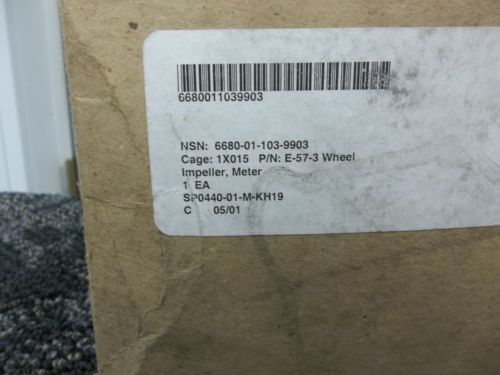 6680011039903
NSN: 6680-01-103-9903
Cage: 1X015 P/N: E-57-3 Wheel
Impeller, Meter
1 EA
SP0440-01-M-KH19
C 05/01